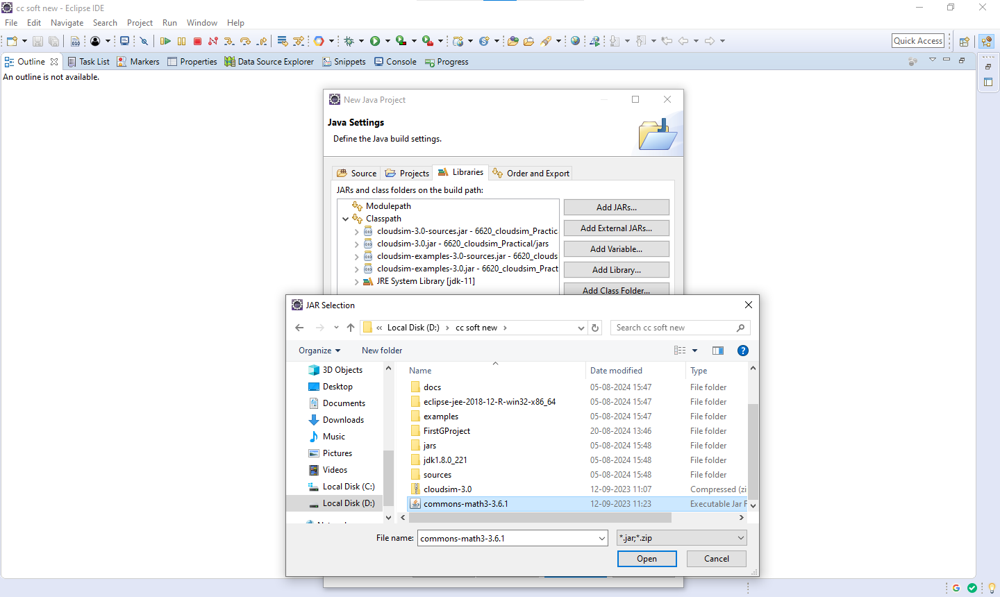 cc soft new - Eclipse IDE
File Edit Navigate Search Project Run Window Help
Quick Access
Outline Task List Markers Properties Data Source Explorer Snippets Console Progress
An outline is not available.
New Java Project
Java Settings
Define the Java build settings.
Source Projects Libraries Order and Export
JARs and class folders on the build path:
Modulepath
Classpath
cloudsim-3.0-sources.jar - 6620_cloudsim_Practic
cloudsim-3.0.jar - 6620_cloudsim_Practical/jars
cloudsim-examples-3.0-sources.jar - 6620_clouds
cloudsim-examples-3.0.jar - 6620_cloudsim_Pract
JRE System Library [jdk-11]
Add JARs...
Add External JARs...
Add Variable...
Add Library...
Add Class Folder...
JAR Selection
« Local Disk (D:) › cc soft new ›
Search cc soft new
Organize New folder
3D Objects
Desktop
Documents
Downloads
Music
Pictures
Videos
Local Disk (C:)
Local Disk (D:)
Name Date modified Type
docs 05-08-2024 15:47 File folder
eclipse-jee-2018-12-R-win32-x86_64 05-08-2024 15:47 File folder
examples 05-08-2024 15:47 File folder
FirstGProject 20-08-2024 13:46 File folder
jars 05-08-2024 15:48 File folder
jdk1.8.0_221 05-08-2024 15:48 File folder
sources 05-08-2024 15:48 File folder
cloudsim-3.0 12-09-2023 11:07 Compressed (zi
commons-math3-3.6.1 12-09-2023 11:23 Executable Jar F
File name: commons-math3-3.6.1 *.jar;*.zip
Open Cancel